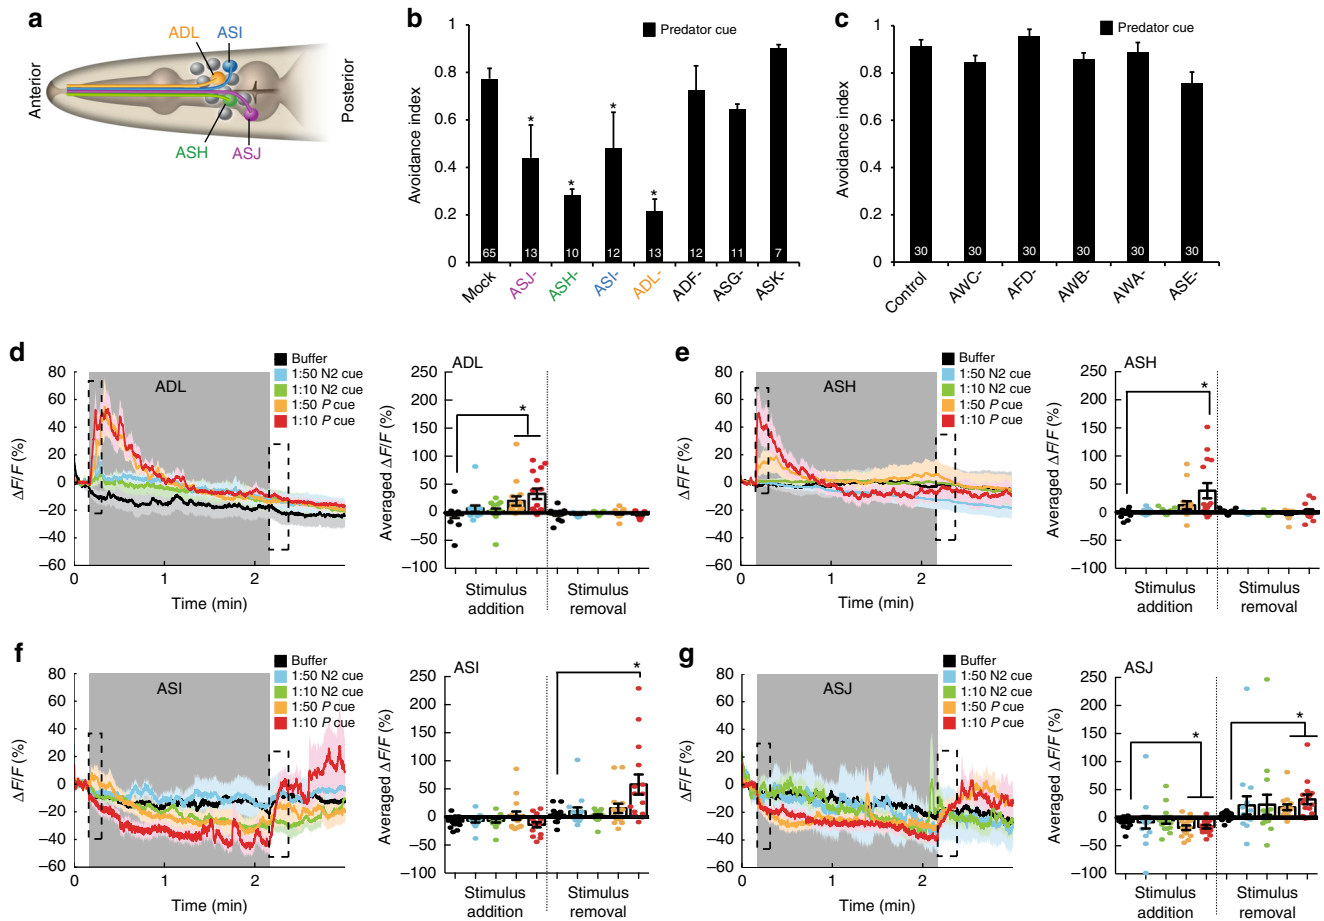 a
ADL
ASI
Anterior
Posterior
ASH
ASJ
b
Predator cue
Avoidance index
1
0.8
0.6
0.4
0.2
0
*
*
*
*
65
13
10
12
13
12
11
7
Mock
ASJ-
ASH-
ASI-
ADL-
ADF-
ASG-
ASK-
c
Predator cue
Avoidance index
1
0.8
0.6
0.4
0.2
0
30
30
30
30
30
30
Control
AWC-
AFD-
AWB-
AWA-
ASE-
d
Buffer
1:50 N2 cue
1:10 N2 cue
1:50 P cue
1:10 P cue
ADL
ΔF/F (%)
80
60
40
20
0
−20
−40
−60
0
1
2
Time (min)
ADL
Averaged ΔF/F (%)
250
200
150
100
50
0
−50
−100
*
Stimulus addition
Stimulus removal
e
Buffer
1:50 N2 cue
1:10 N2 cue
1:50 P cue
1:10 P cue
ASH
ΔF/F (%)
80
60
40
20
0
−20
−40
−60
0
1
2
Time (min)
ASH
Averaged ΔF/F (%)
250
200
150
100
50
0
−50
−100
*
Stimulus addition
Stimulus removal
f
Buffer
1:50 N2 cue
1:10 N2 cue
1:50 P cue
1:10 P cue
ASI
ΔF/F (%)
80
60
40
20
0
−20
−40
−60
0
1
2
Time (min)
ASI
Averaged ΔF/F (%)
250
200
150
100
50
0
−50
−100
*
Stimulus addition
Stimulus removal
g
Buffer
1:50 N2 cue
1:10 N2 cue
1:50 P cue
1:10 P cue
ASJ
ΔF/F (%)
80
60
40
20
0
−20
−40
−60
0
1
2
Time (min)
ASJ
Averaged ΔF/F (%)
250
200
150
100
50
0
−50
−100
*
*
Stimulus addition
Stimulus removal